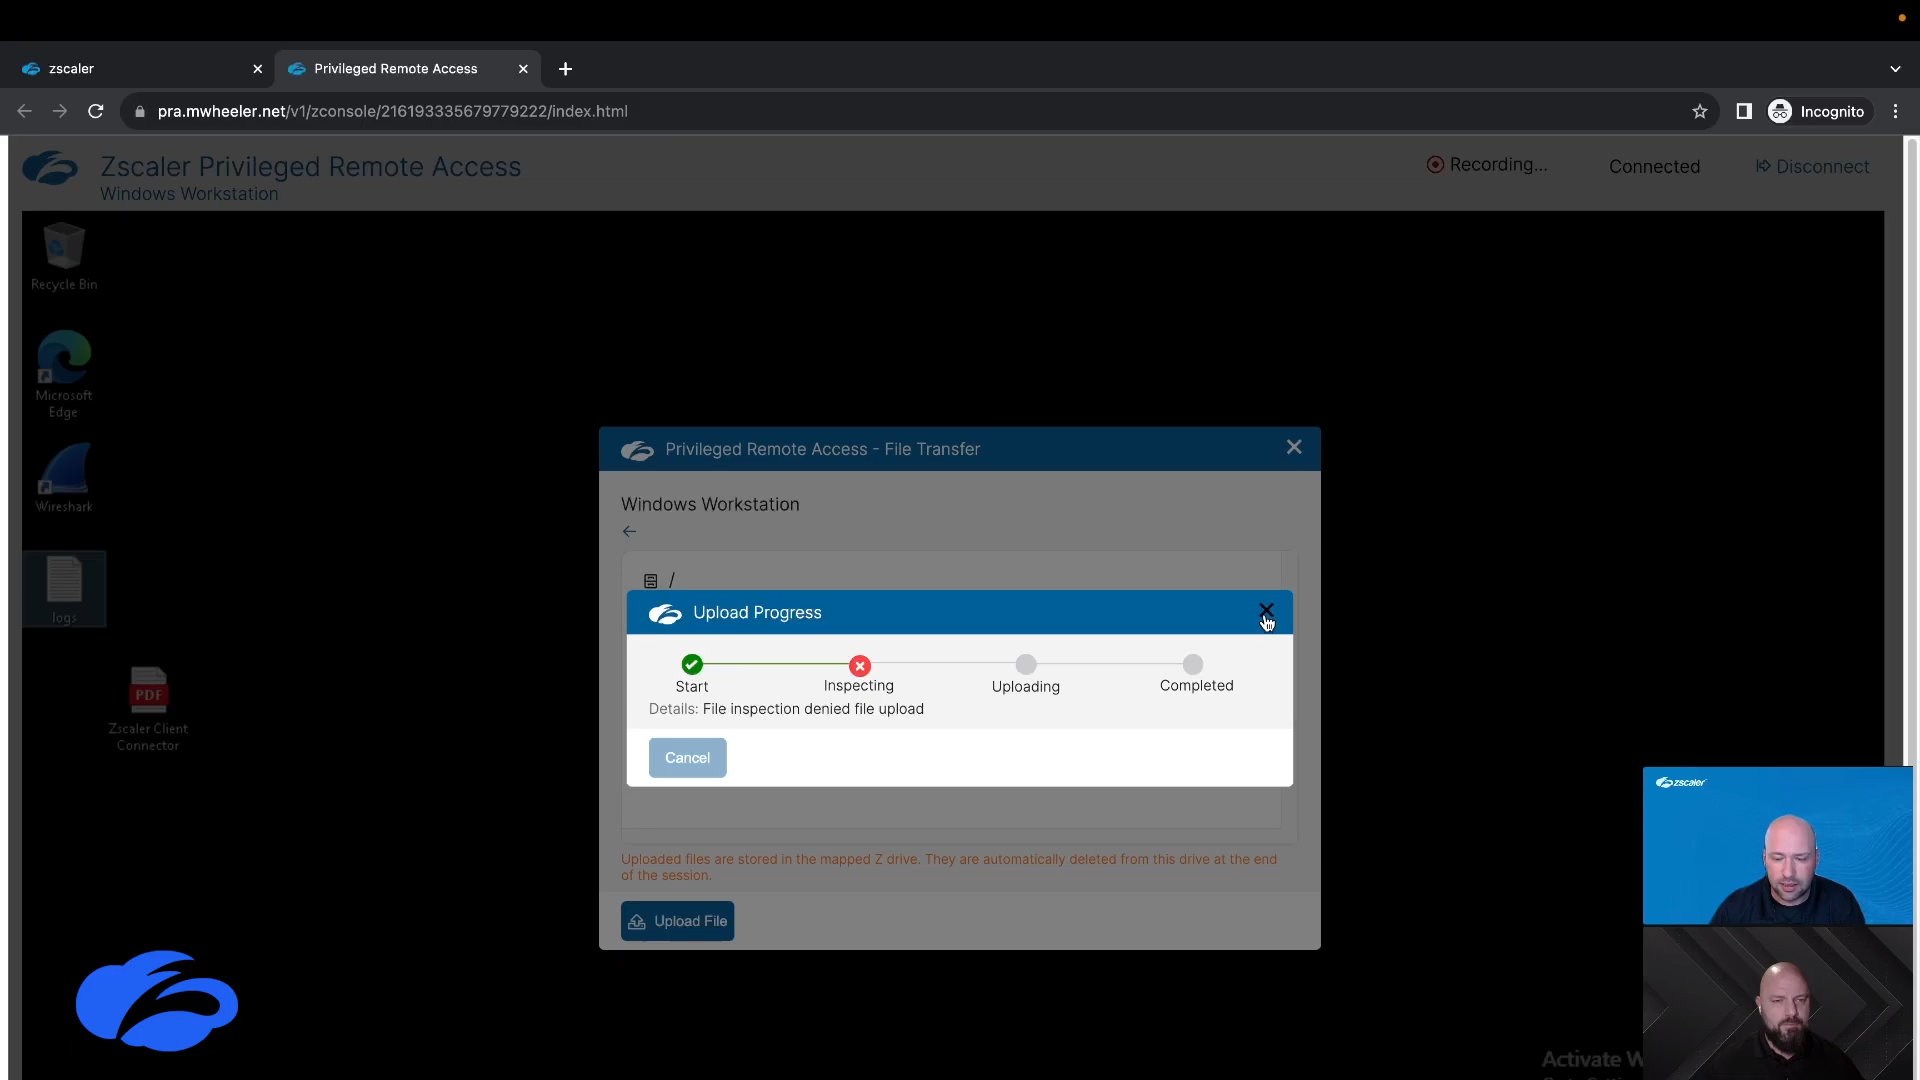 zscaler
Privileged Remote Access
pra.mwheeler.net/v1/zconsole/216193335679779222/index.html
Incognito
Zscaler Privileged Remote Access
Windows Workstation
Recording...
Connected
Disconnect
Recycle Bin
Microsoft
Edge
Wireshark
logs
PDF
Zscaler Client
Connector
Privileged Remote Access - File Transfer
Windows Workstation
/
Upload Progress
Start
Inspecting
Uploading
Completed
Details: File inspection denied file upload
Cancel
Uploaded files are stored in the mapped Z drive. They are automatically deleted from this drive at the end
of the session.
Upload File
zscaler
Activate W